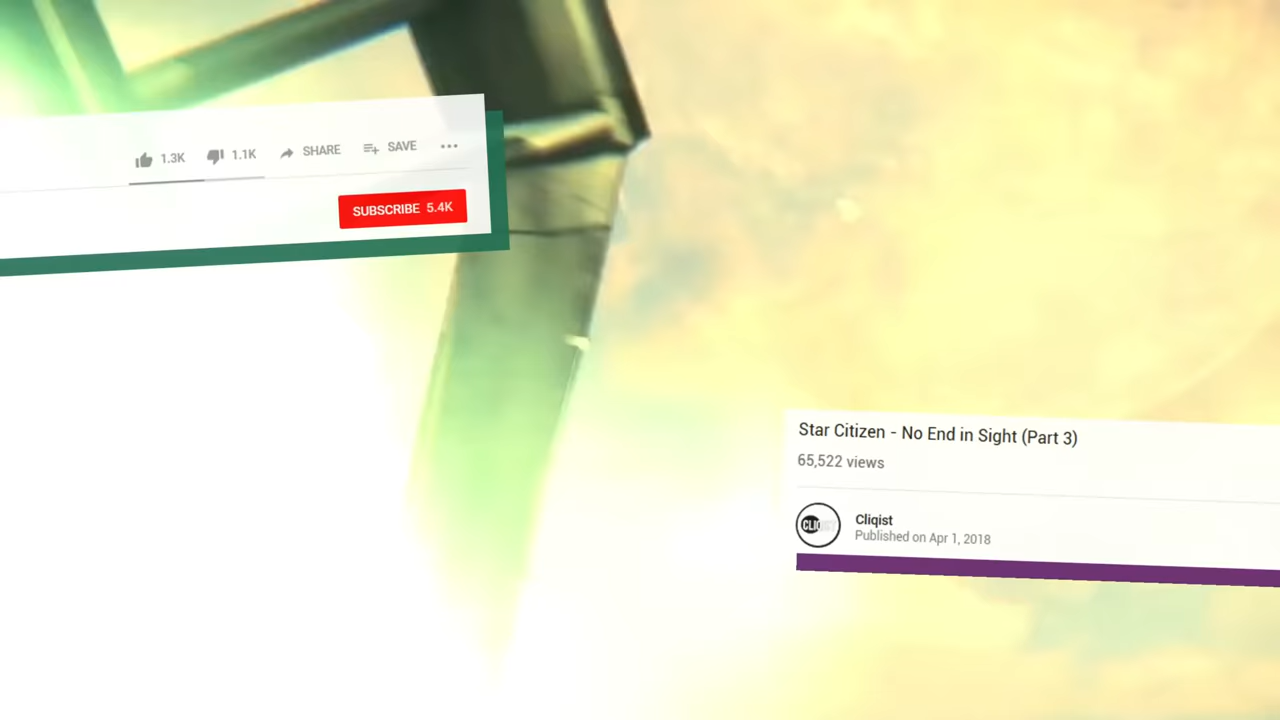 1.3K 1.1K SHARE SAVE
SUBSCRIBE 5.4K
Star Citizen - No End in Sight (Part 3)
65,522 views
CLIQIST
Cliqist
Published on Apr 1, 2018